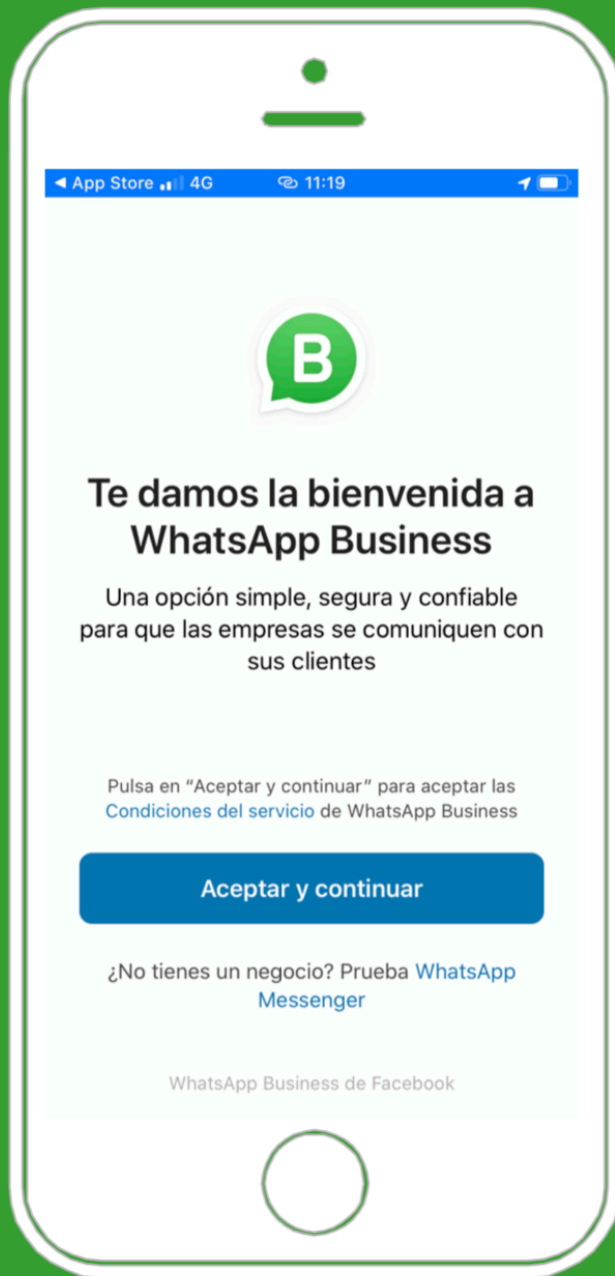 App Store 4G 11:19
B
Te damos la bienvenida a
WhatsApp Business
Una opción simple, segura y confiable
para que las empresas se comuniquen con
sus clientes
Pulsa en “Aceptar y continuar” para aceptar las
Condiciones del servicio de WhatsApp Business
Aceptar y continuar
¿No tienes un negocio? Prueba WhatsApp
Messenger
WhatsApp Business de Facebook